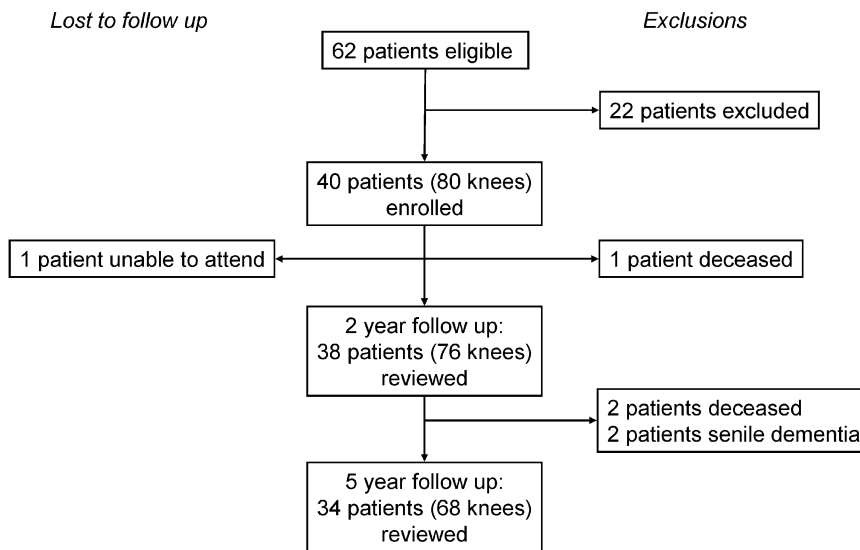 Lost to follow up
Exclusions
62 patients eligible
22 patients excluded
40 patients (80 knees)
enrolled
1 patient unable to attend
1 patient deceased
2 year follow up:
38 patients (76 knees)
reviewed
2 patients deceased
2 patients senile dementia
5 year follow up:
34 patients (68 knees)
reviewed